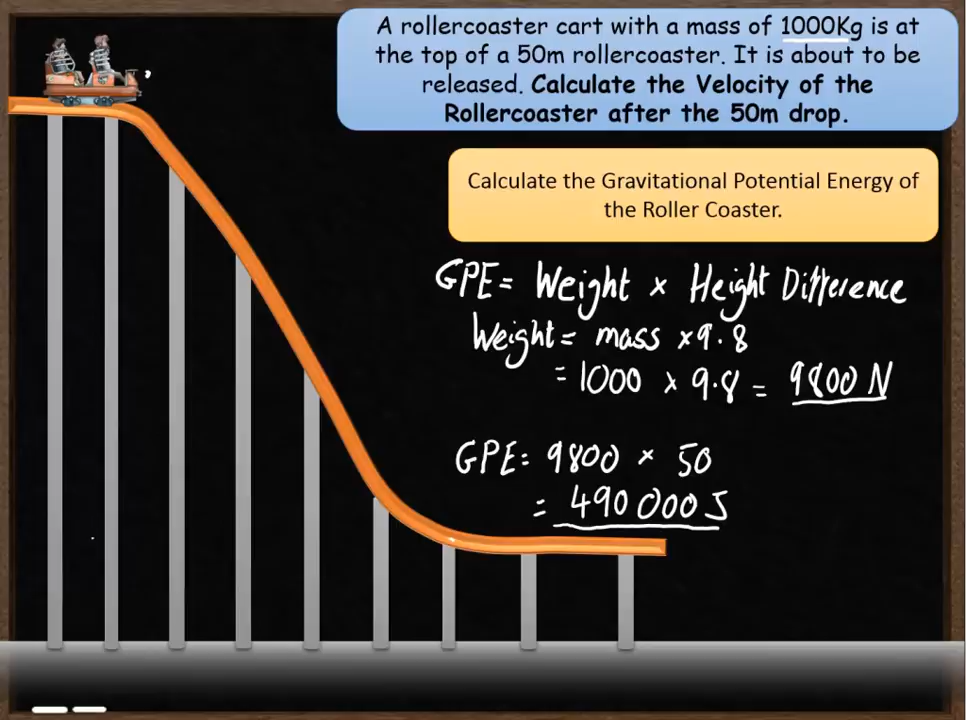 A rollercoaster cart with a mass of 1000Kg is at
the top of a 50m rollercoaster. It is about to be
released. Calculate the Velocity of the
Rollercoaster after the 50m drop.
Calculate the Gravitational Potential Energy of
the Roller Coaster.
GPE = Weight × Height Difference
Weight = mass × 9.8
= 1000 × 9.8 = 9800 N
GPE = 9800 × 50
= 490 000 J